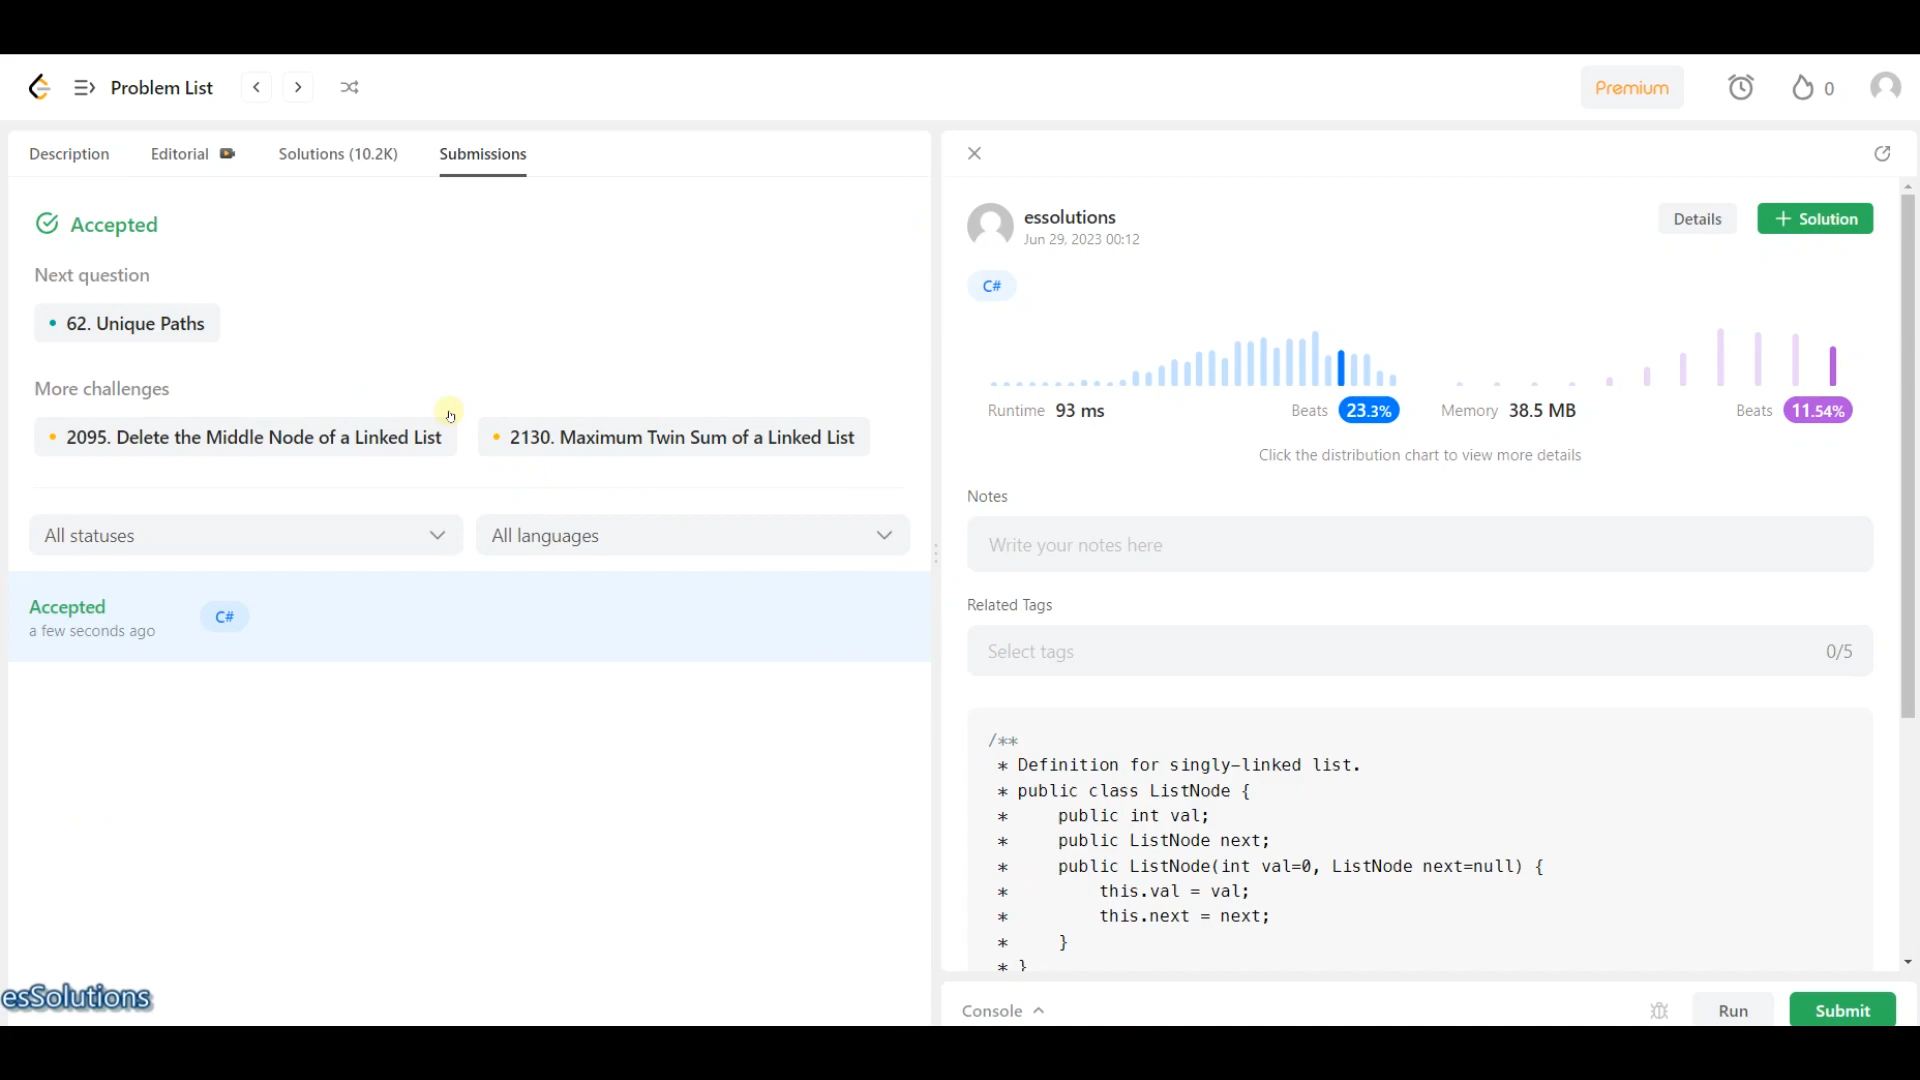 Problem List
Premium
0
Description
Editorial
Solutions (10.2K)
Submissions
Accepted
Next question
62. Unique Paths
More challenges
2095. Delete the Middle Node of a Linked List
2130. Maximum Twin Sum of a Linked List
All statuses
All languages
Accepted
a few seconds ago
C#
esSolutions
essolutions
Jun 29, 2023 00:12
Details
+ Solution
C#
Runtime 93 ms
Beats 23.3%
Memory 38.5 MB
Beats 11.54%
Click the distribution chart to view more details
Notes
Write your notes here
Related Tags
Select tags
0/5
/**
* Definition for singly-linked list.
* public class ListNode {
*     public int val;
*     public ListNode next;
*     public ListNode(int val=0, ListNode next=null) {
*         this.val = val;
*         this.next = next;
*     }
* }
Console
Run
Submit